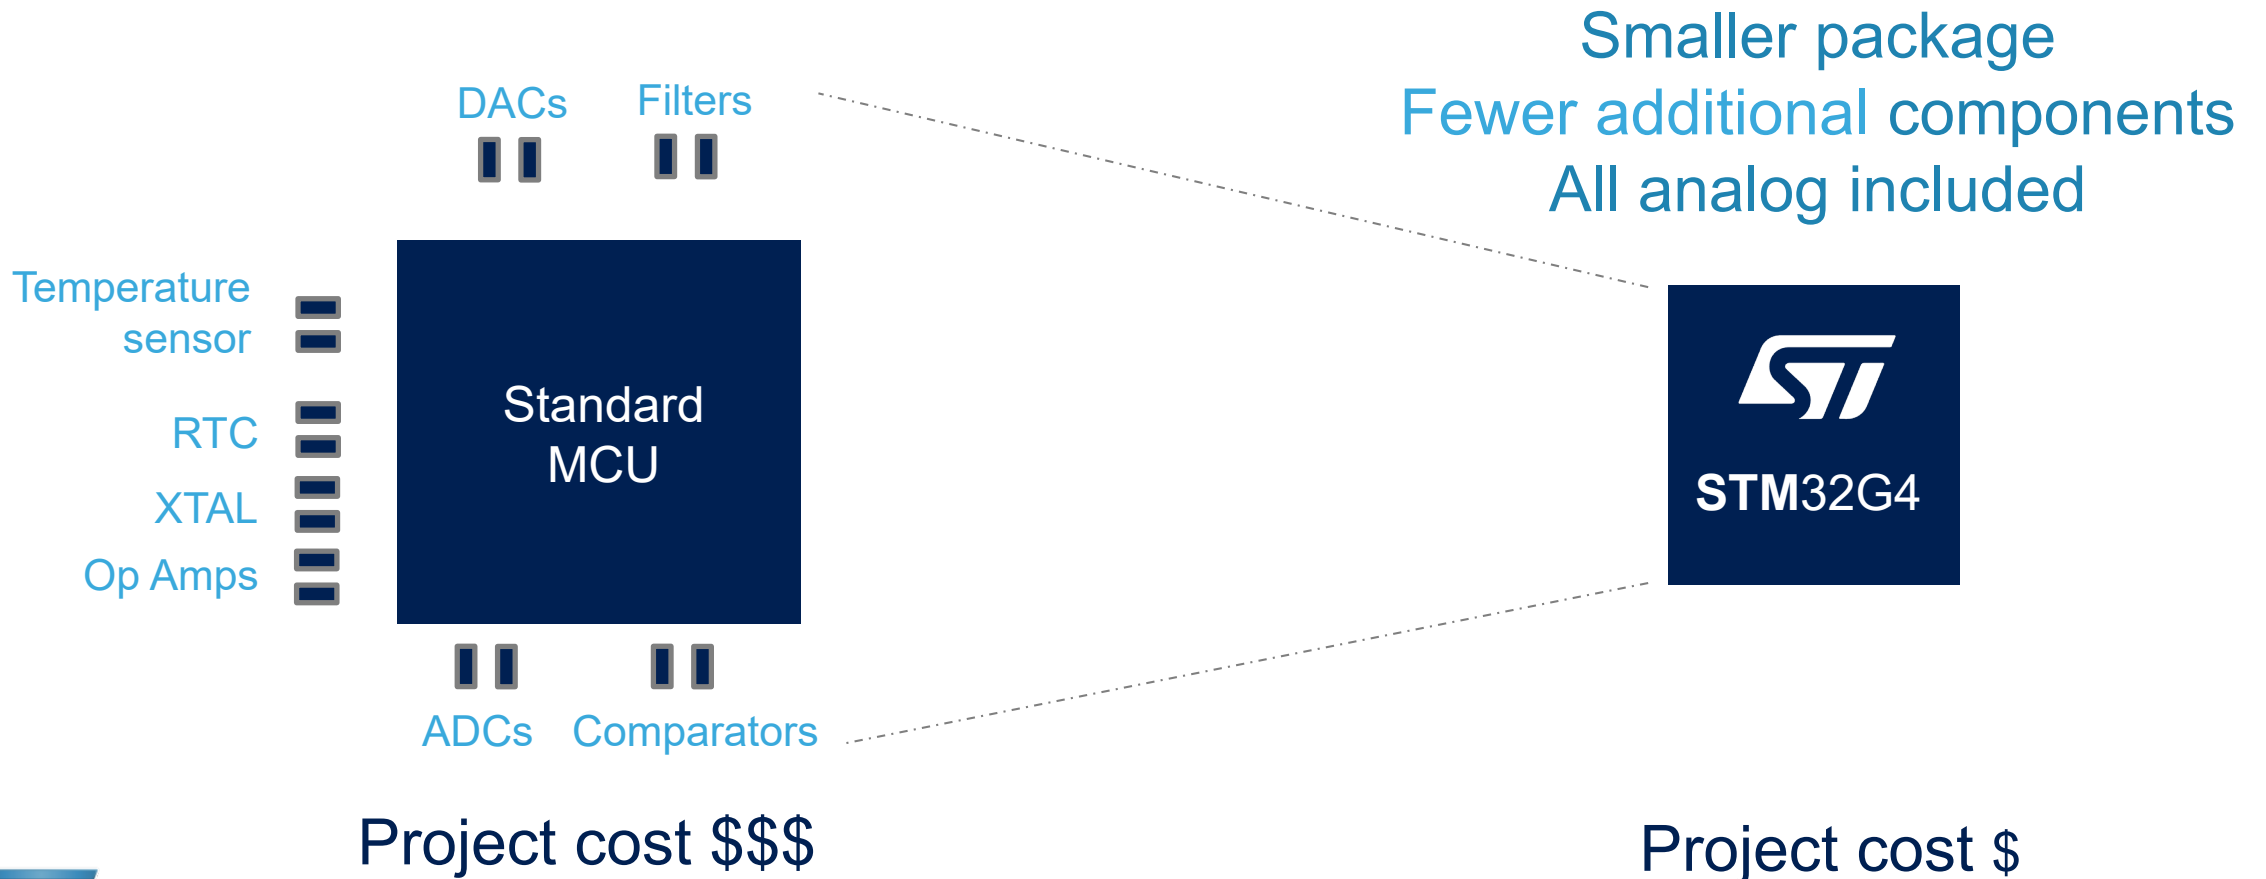 Smaller package
Fewer additional components
All analog included
DACs
Filters
Temperature
sensor
RTC
XTAL
Op Amps
Standard
MCU
ADCs
Comparators
ST
STM32G4
Project cost $$$
Project cost $